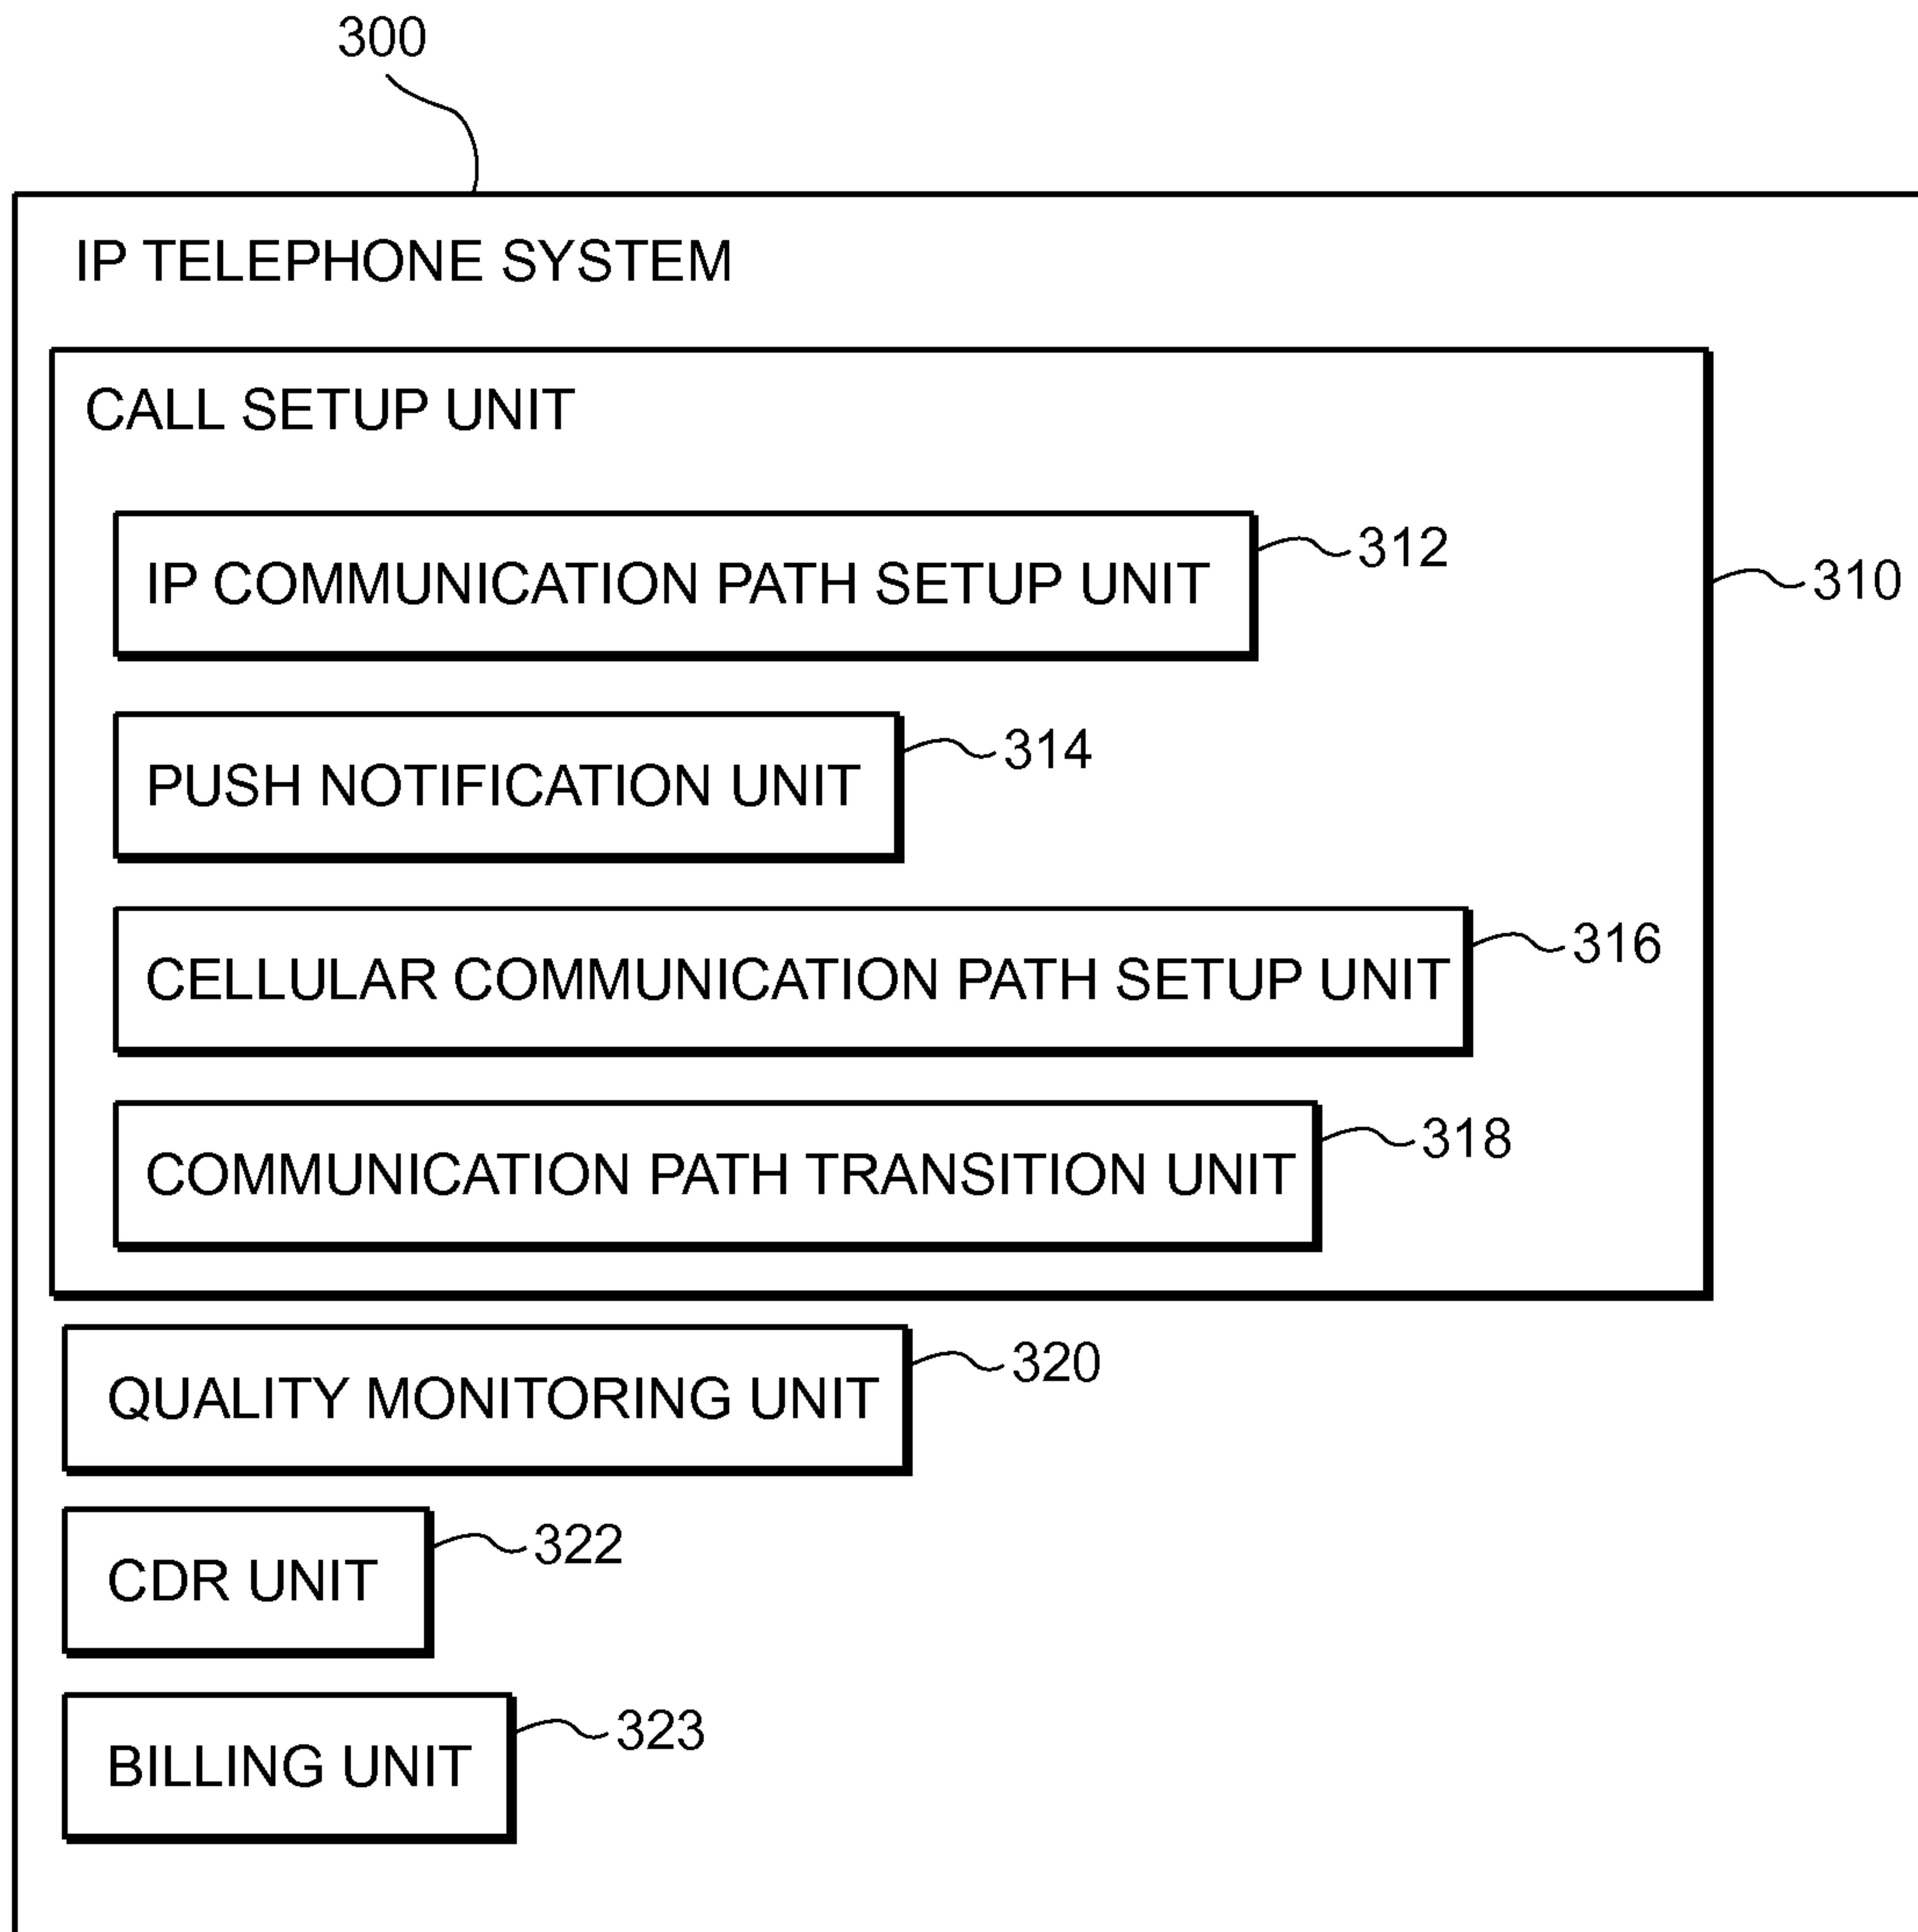 300
IP TELEPHONE SYSTEM
CALL SETUP UNIT
IP COMMUNICATION PATH SETUP UNIT
312
310
PUSH NOTIFICATION UNIT
314
CELLULAR COMMUNICATION PATH SETUP UNIT
316
COMMUNICATION PATH TRANSITION UNIT
318
QUALITY MONITORING UNIT
320
CDR UNIT
322
BILLING UNIT
323